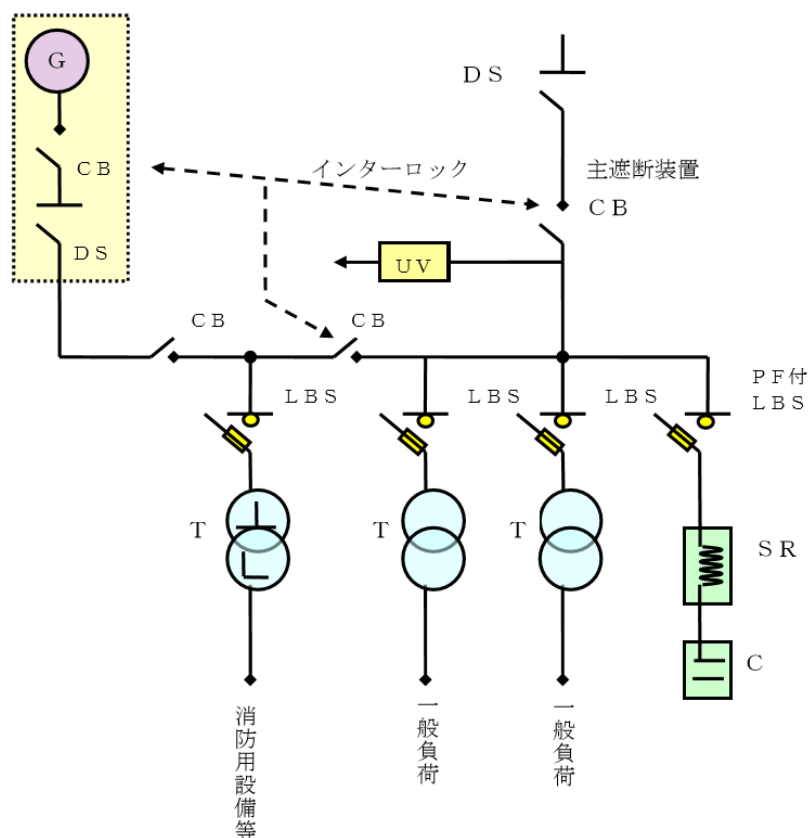 G
ＤＳ
ＣＢ
インターロック
主遮断装置
ＣＢ
ＤＳ
ＵＶ
ＣＢ
ＣＢ
ＰＦ付
ＬＢＳ
ＬＢＳ
ＬＢＳ
ＬＢＳ
Ｔ
Ｔ
Ｔ
ＳＲ
Ｃ
消防用設備等
一般負荷
一般負荷